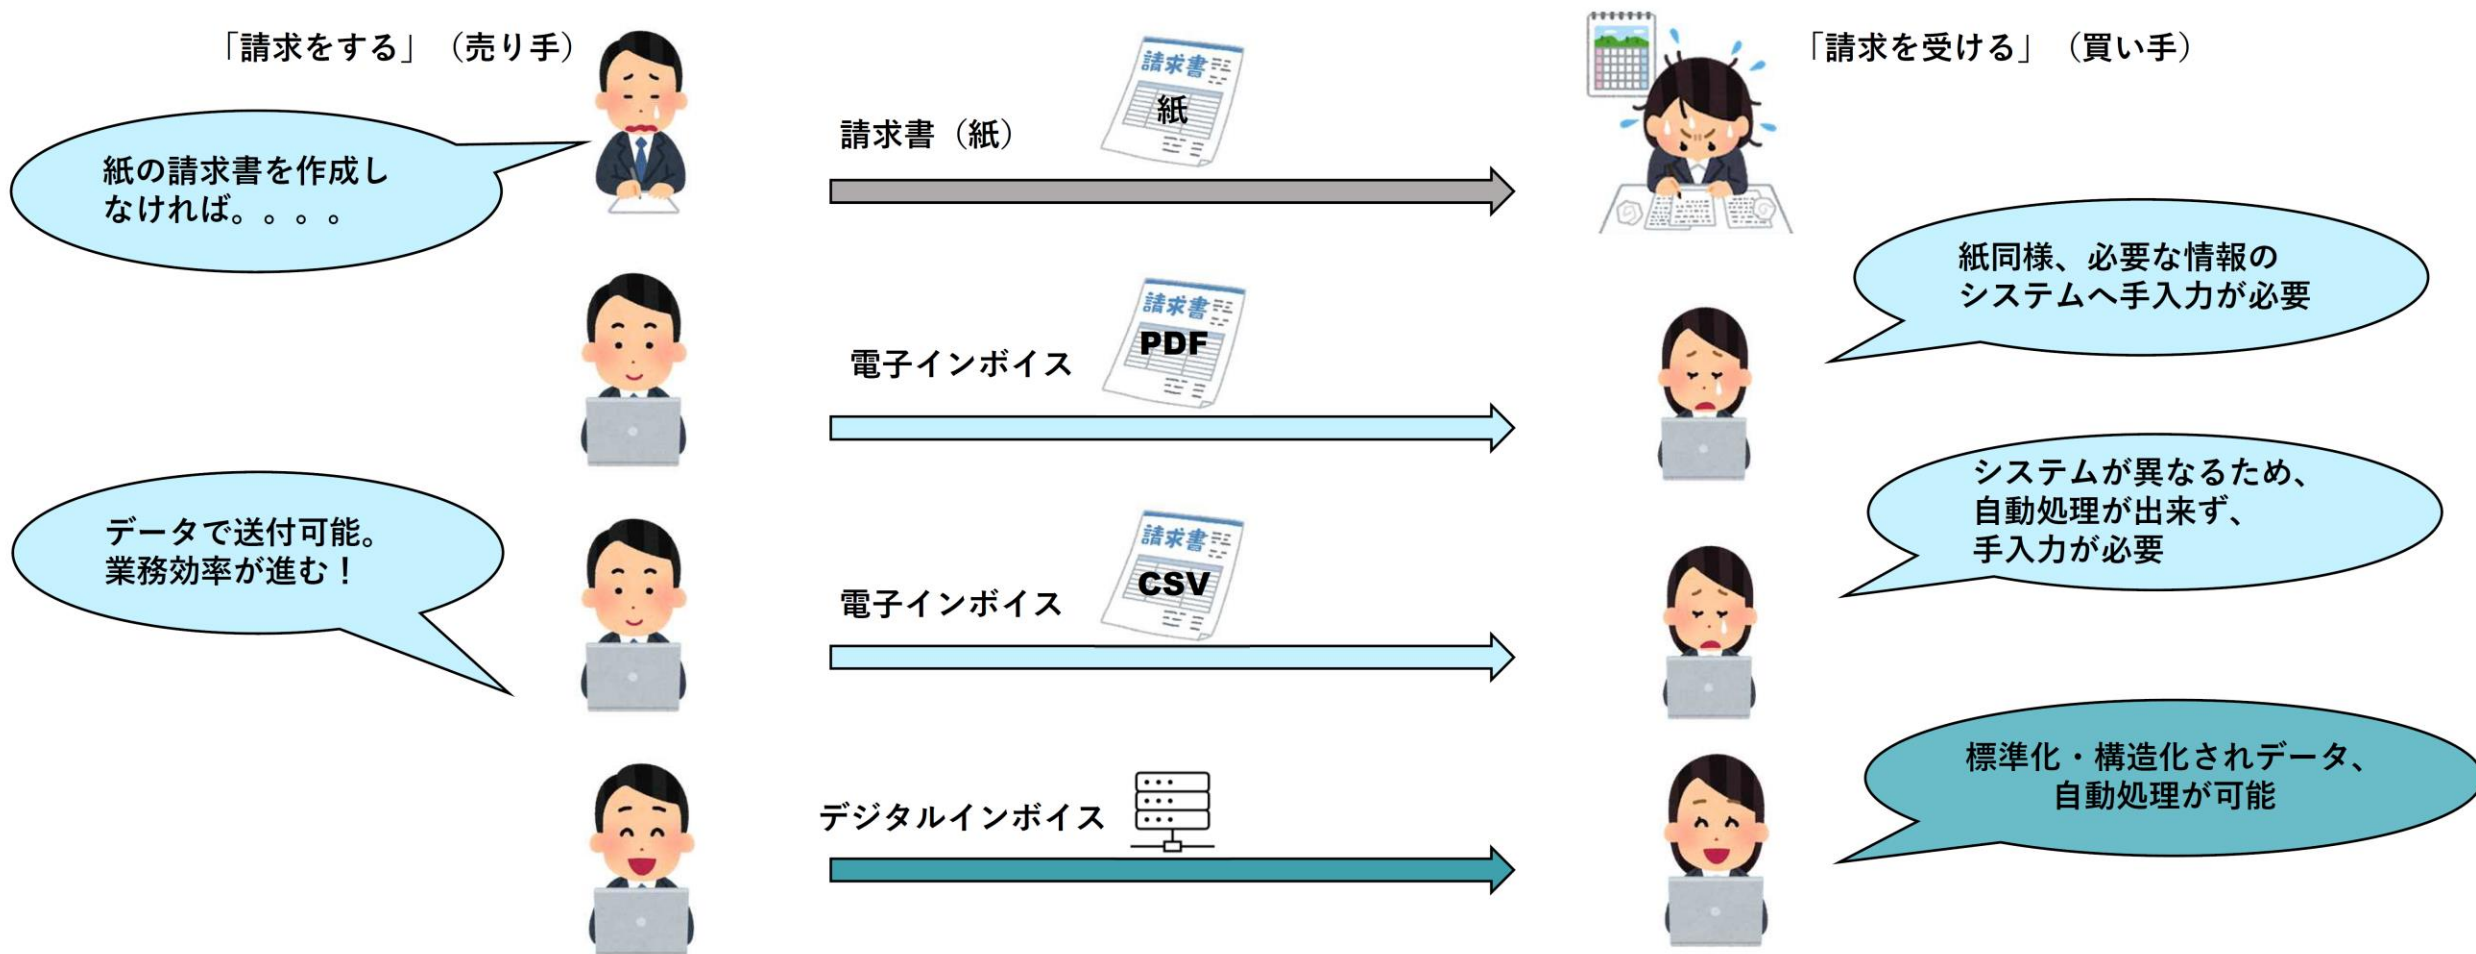 「請求をする」（売り手）
「請求を受ける」（買い手）
紙の請求書を作成し
なければ。。。。
請求書（紙）
請求書
紙
紙同様、必要な情報の
システムへ手入力が必要
電子インボイス
請求書
PDF
システムが異なるため、
自動処理が出来ず、
手入力が必要
データで送付可能。
業務効率が進む！
電子インボイス
請求書
CSV
標準化・構造化されデータ、
自動処理が可能
デジタルインボイス